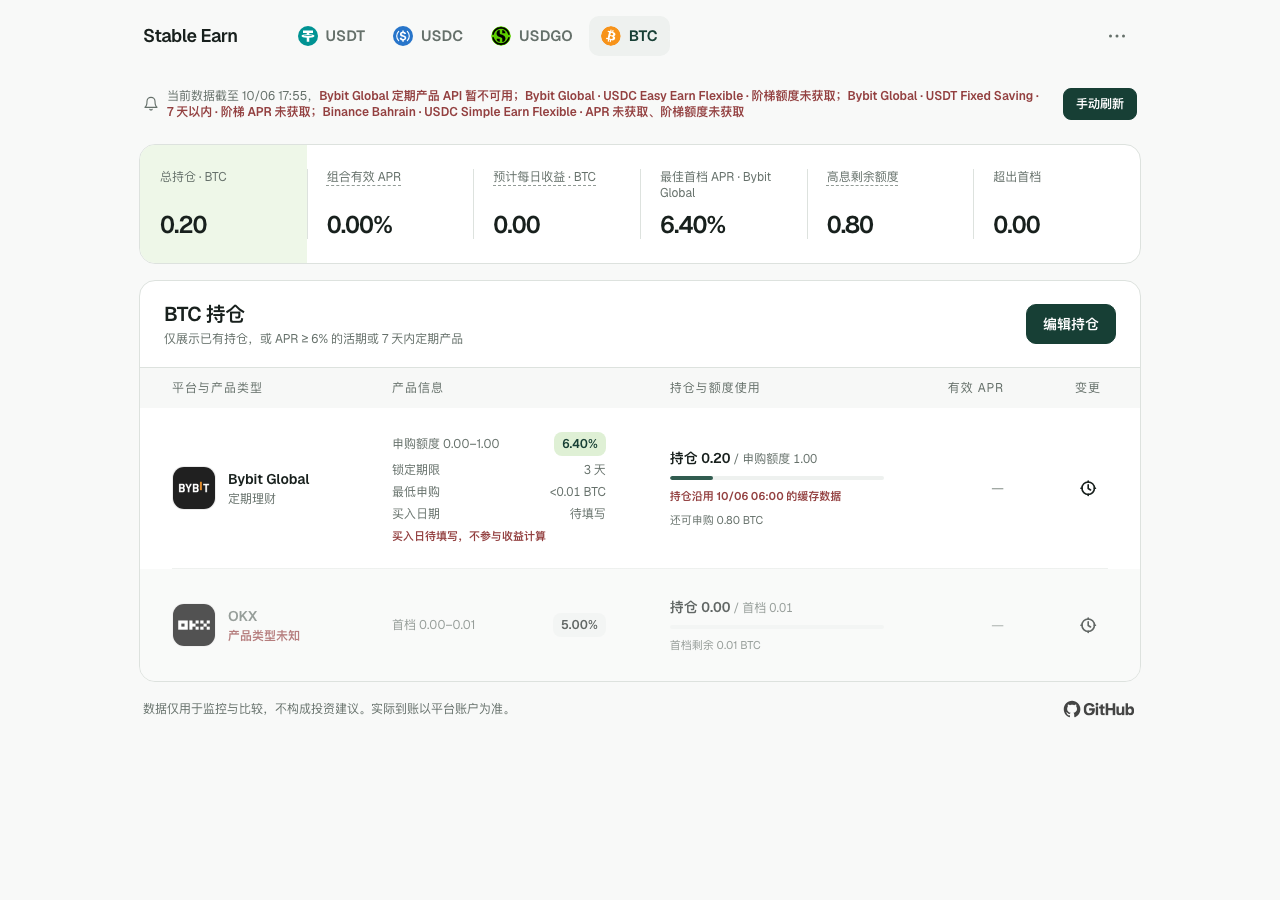 Stable Earn
USDT
USDC
USDGO
BTC
当前数据截至 10/06 17:55，Bybit Global 定期产品 API 暂不可用；Bybit Global · USDC Easy Earn Flexible · 阶梯额度未获取；Bybit Global · USDT Fixed Saving ·
7 天以内 · 阶梯 APR 未获取；Binance Bahrain · USDC Simple Earn Flexible · APR 未获取、阶梯额度未获取
手动刷新
总持仓 · BTC
0.20
组合有效 APR
0.00%
预计每日收益 · BTC
0.00
最佳首档 APR · Bybit
Global
6.40%
高息剩余额度
0.80
超出首档
0.00
BTC 持仓
仅展示已有持仓，或 APR ≥ 6% 的活期或 7 天内定期产品
编辑持仓
平台与产品类型
产品信息
持仓与额度使用
有效 APR
变更
BYBIT
Bybit Global
定期理财
申购额度 0.00–1.00
6.40%
锁定期限
3 天
最低申购
<0.01 BTC
买入日期
待填写
买入日待填写，不参与收益计算
持仓 0.20 / 申购额度 1.00
持仓沿用 10/06 06:00 的缓存数据
还可申购 0.80 BTC
—
OKX
OKX
产品类型未知
首档 0.00–0.01
5.00%
持仓 0.00 / 首档 0.01
首档剩余 0.01 BTC
—
数据仅用于监控与比较，不构成投资建议。实际到账以平台账户为准。
GitHub